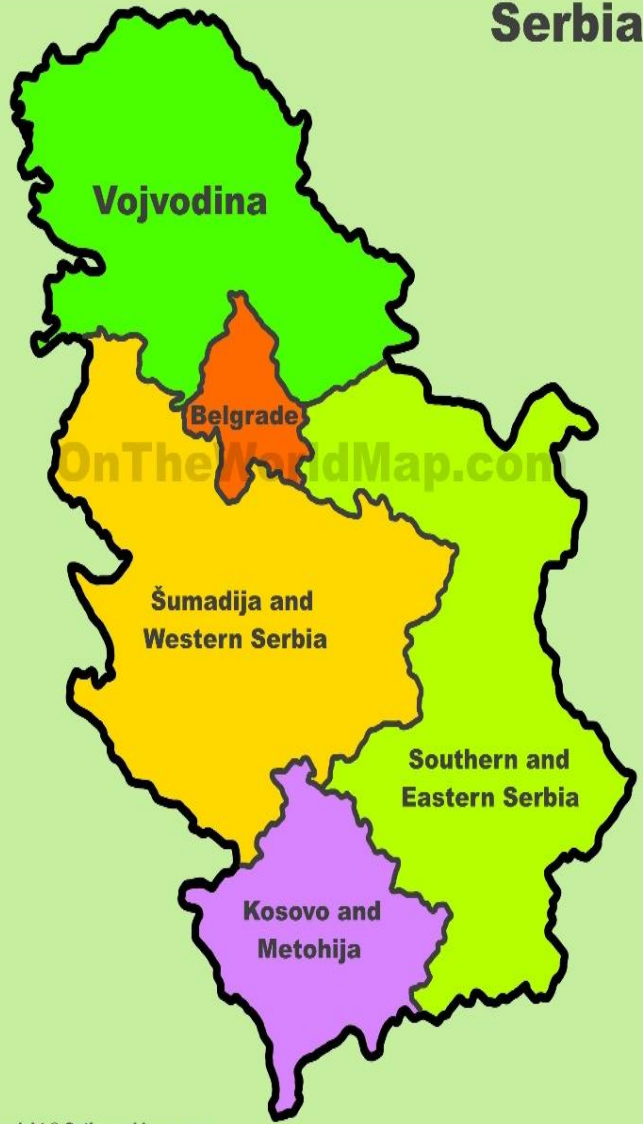 Serbia
Vojvodina
Belgrade
OnTheWorldMap.com
Šumadija and
Western Serbia
Southern and
Eastern Serbia
Kosovo and
Metohija